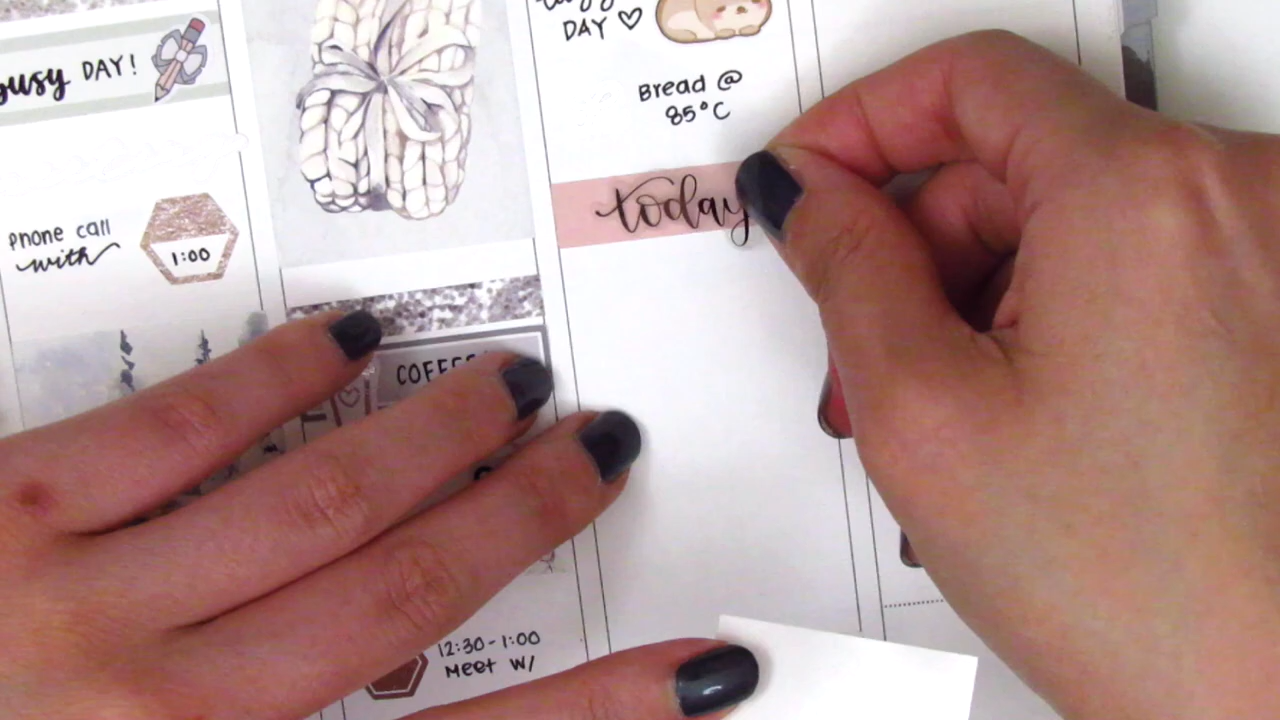 Busy DAY!
Phone call
with
1:00
DAY ♡
Bread @
85°C
today
COFFEE
12:30-1:00
Meet W/